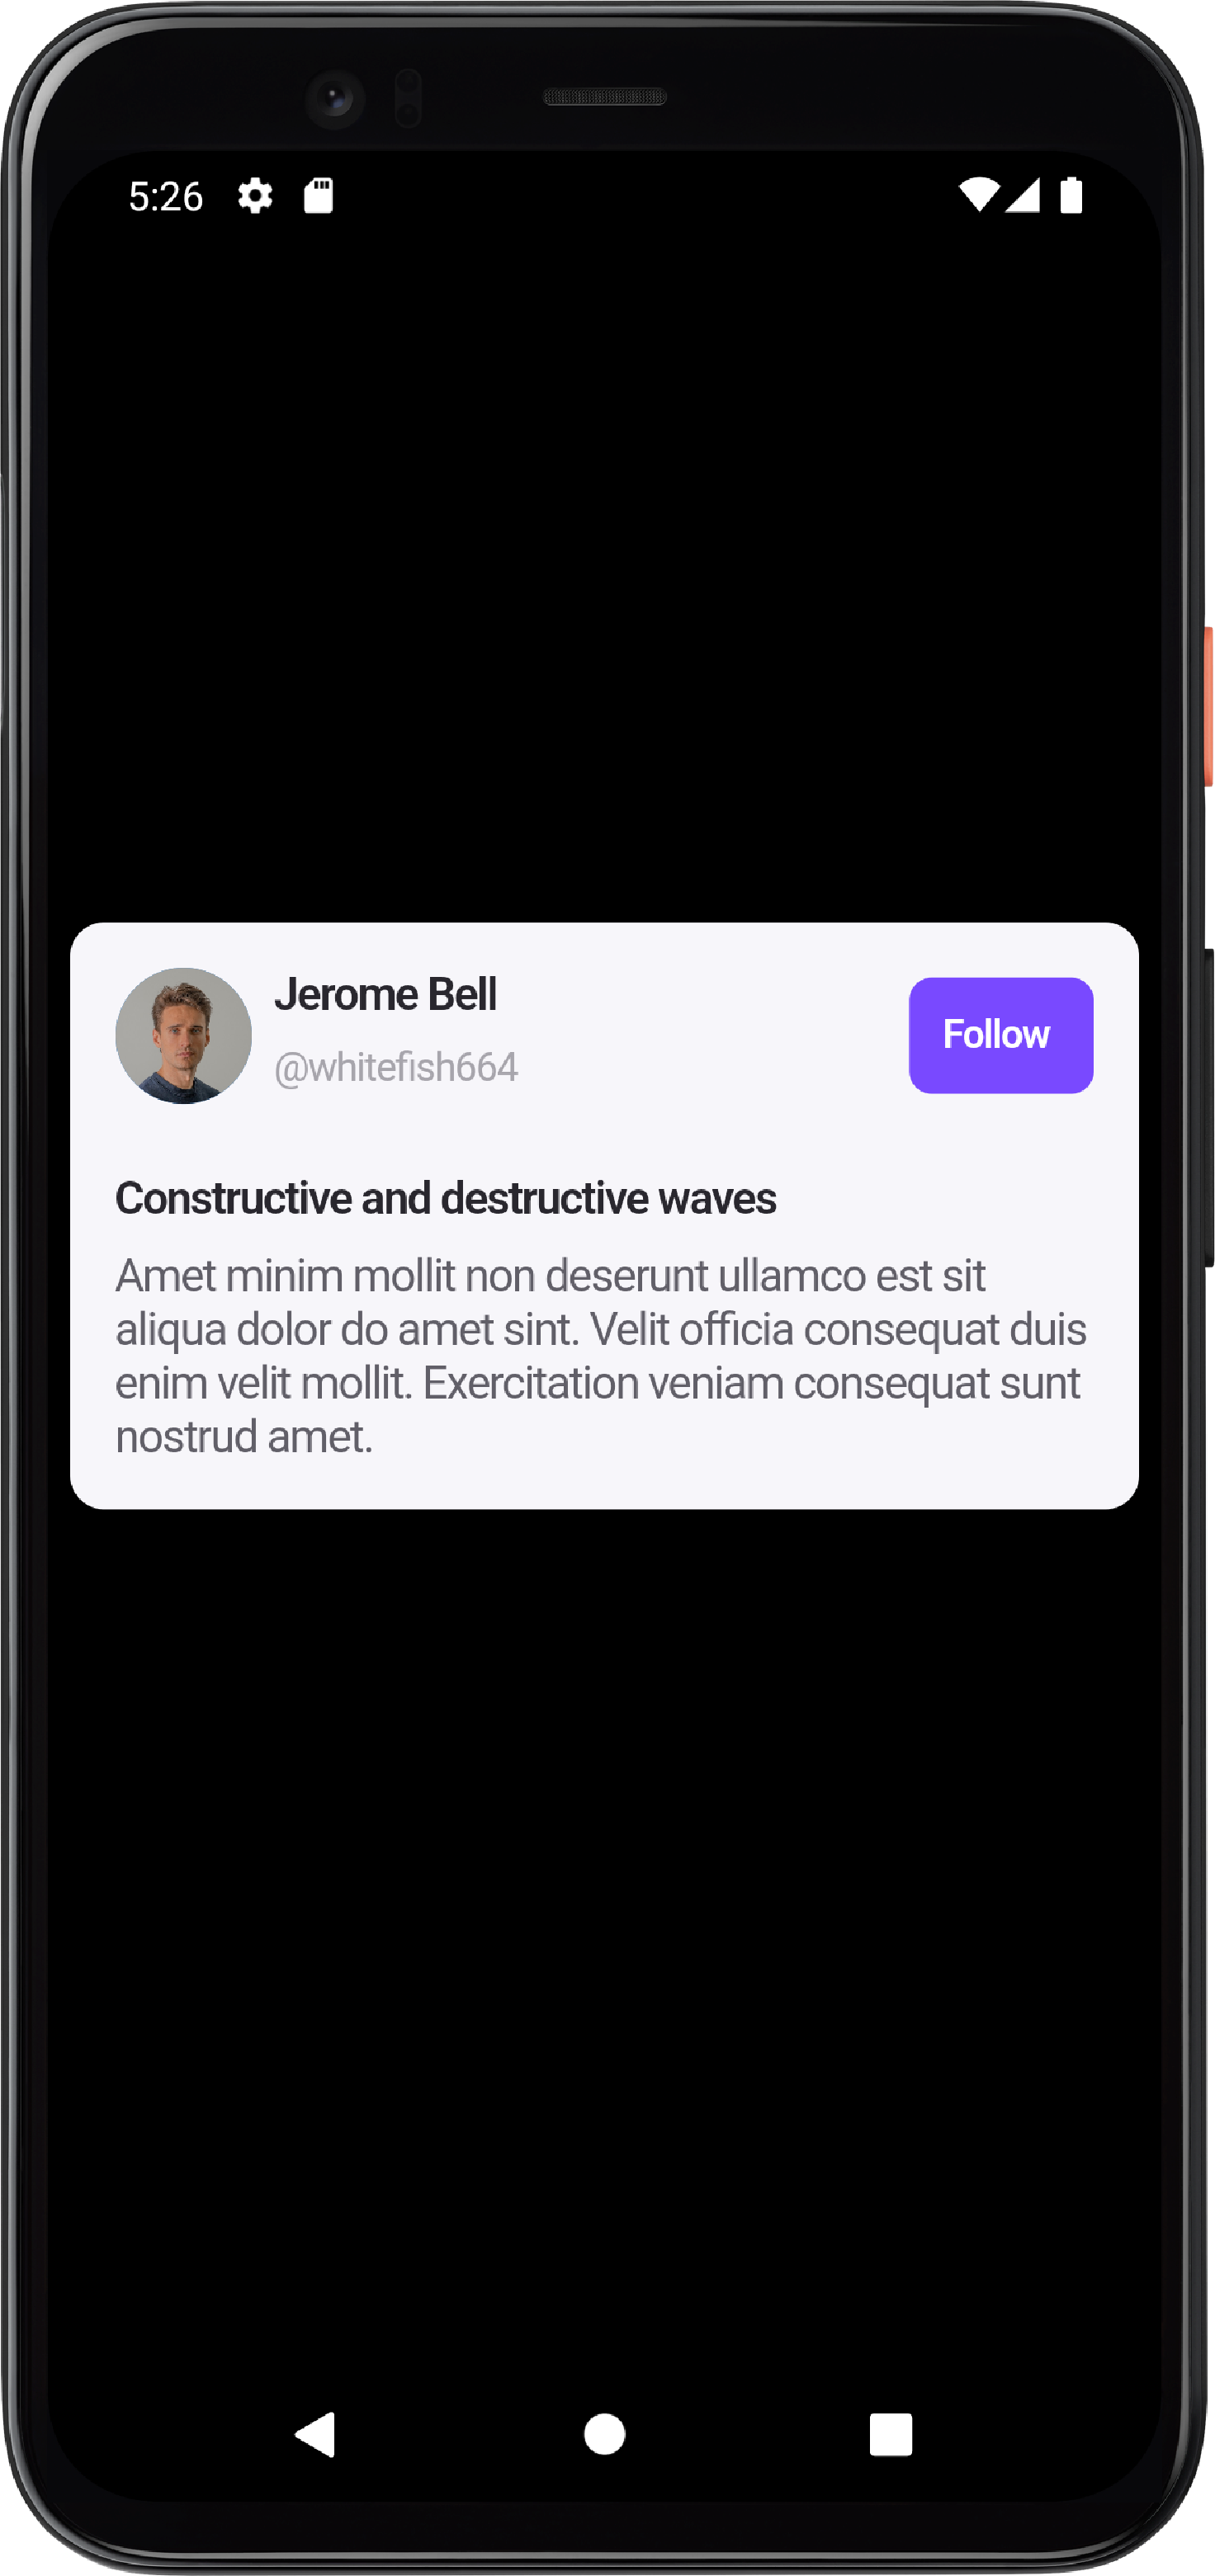 5:26
Jerome Bell
@whitefish664
Follow
Constructive and destructive waves
Amet minim mollit non deserunt ullamco est sit
aliqua dolor do amet sint. Velit officia consequat duis
enim velit mollit. Exercitation veniam consequat sunt
nostrud amet.